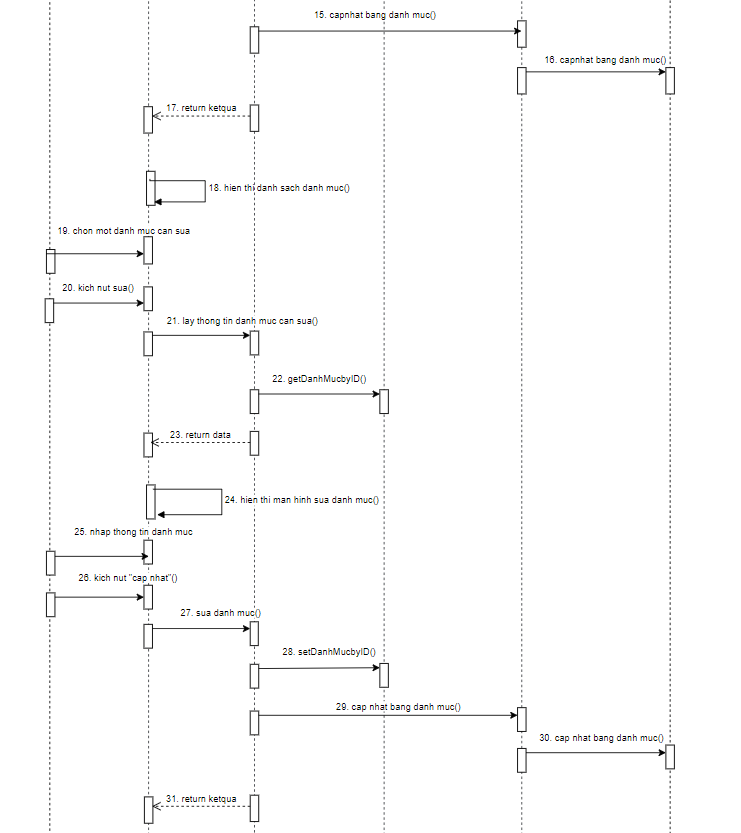 15. capnhat bang danh muc()
16. capnhat bang danh muc()
17. return ketqua
18. hien thi danh sach danh muc()
19. chon mot danh muc can sua
20. kich nut sua()
21. lay thong tin danh muc can sua()
22. getDanhMucbyID()
23. return data
24. hien thi man hinh sua danh muc()
25. nhap thong tin danh muc
26. kich nut "cap nhat"()
27. sua danh muc()
28. setDanhMucbyID()
29. cap nhat bang danh muc()
30. cap nhat bang danh muc()
31. return ketqua